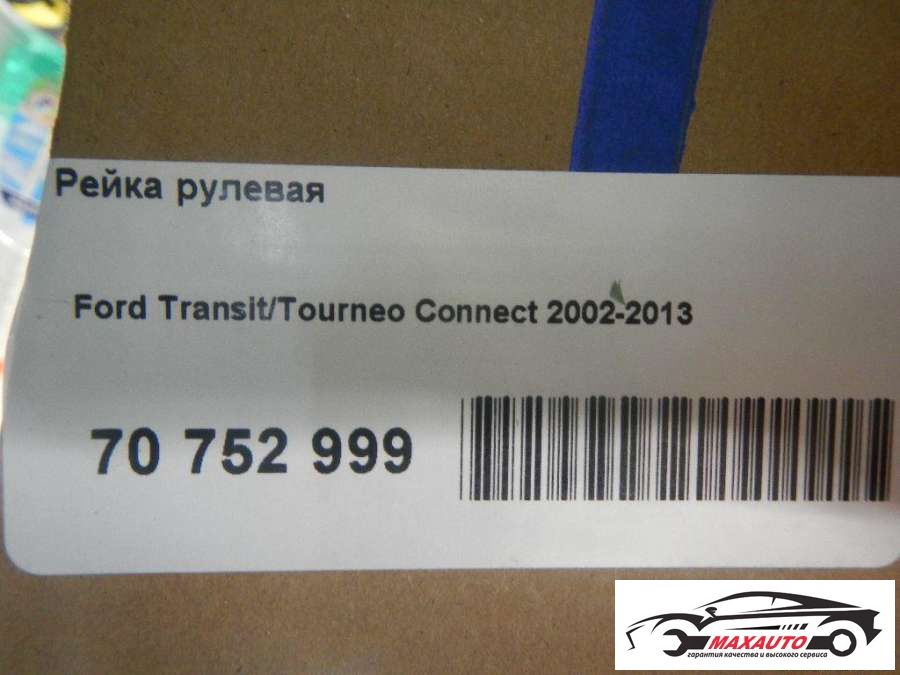 Рейка рулевая
Ford Transit/Tourneo Connect 2002-2013
70 752 999
MAXAUTO
гарантия качества и высокого сервиса